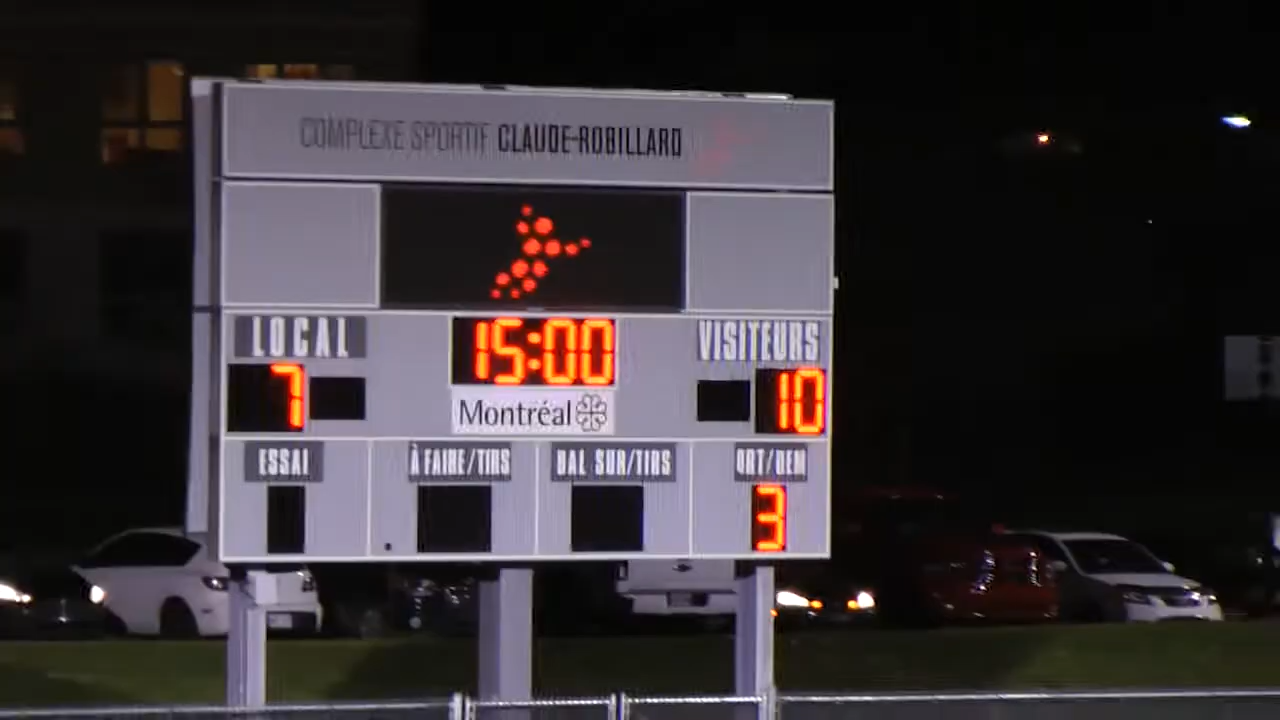 COMPLEXE SPORTIF CLAUDE-ROBILLARD
LOCAL 15:00 VISITEURS
7 Montréal 10
ESSAI À FAIRE/TIRS BAL SUR/TIRS QRT/DEM
3